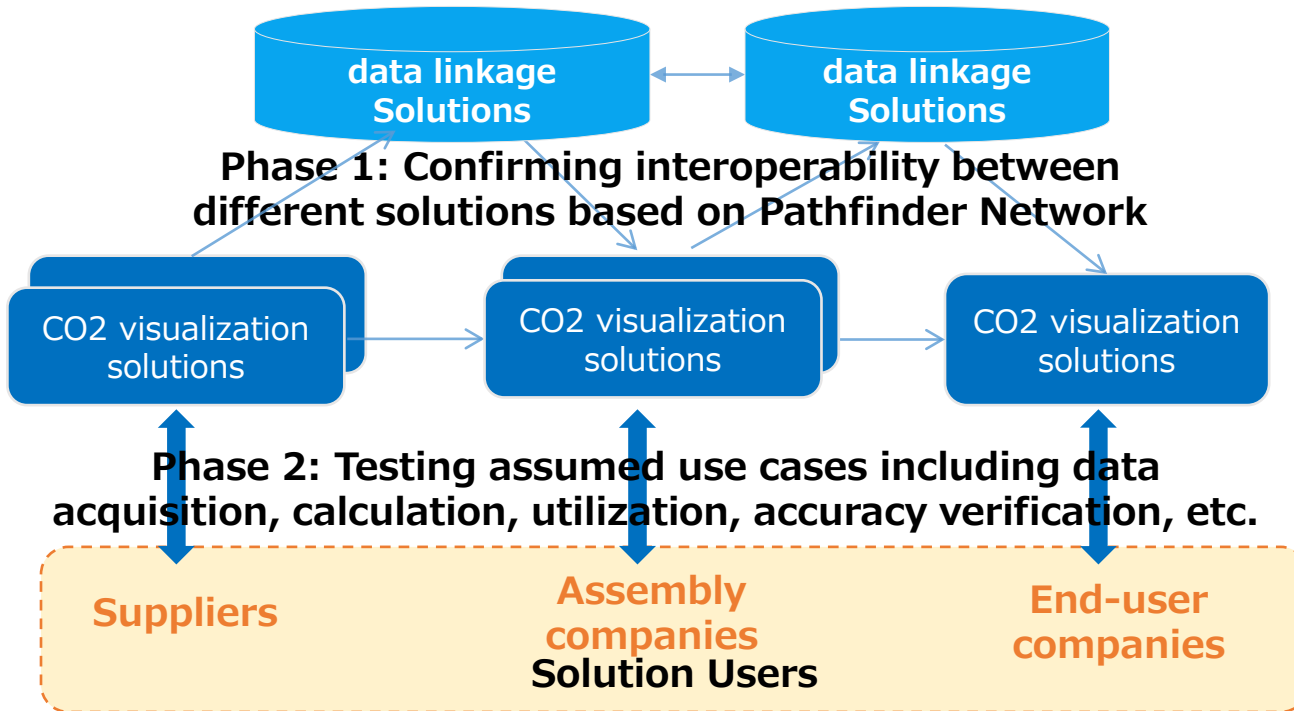 data linkage
Solutions
data linkage
Solutions
Phase 1: Confirming interoperability between
different solutions based on Pathfinder Network
CO2 visualization
solutions
CO2 visualization
solutions
CO2 visualization
solutions
Phase 2: Testing assumed use cases including data
acquisition, calculation, utilization, accuracy verification, etc.
Suppliers
Assembly
companies
End-user
companies
Solution Users